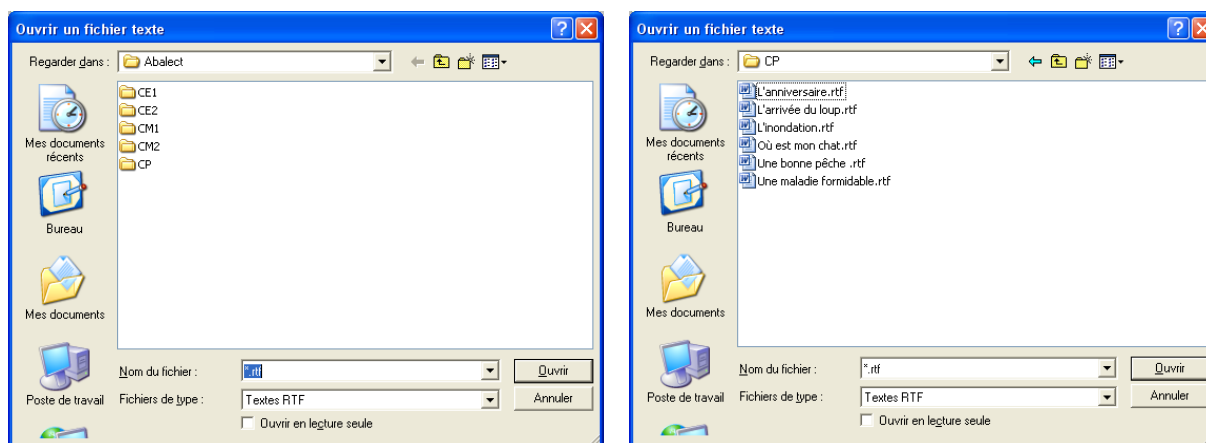 Ouvrir un fichier texte
Regarder dans :
Abalect
CE1
CE2
CM1
CM2
CP
Mes documents
récents
Bureau
Mes documents
Poste de travail
Nom du fichier :
*.rtf
Ouvrir
Fichiers de type :
Textes RTF
Annuler
Ouvrir en lecture seule
Ouvrir un fichier texte
Regarder dans :
CP
L'anniversaire.rtf
L'arrivée du loup.rtf
L'inondation.rtf
Où est mon chat.rtf
Une bonne pêche .rtf
Une maladie formidable.rtf
Mes documents
récents
Bureau
Mes documents
Poste de travail
Nom du fichier :
*.rtf
Ouvrir
Fichiers de type :
Textes RTF
Annuler
Ouvrir en lecture seule